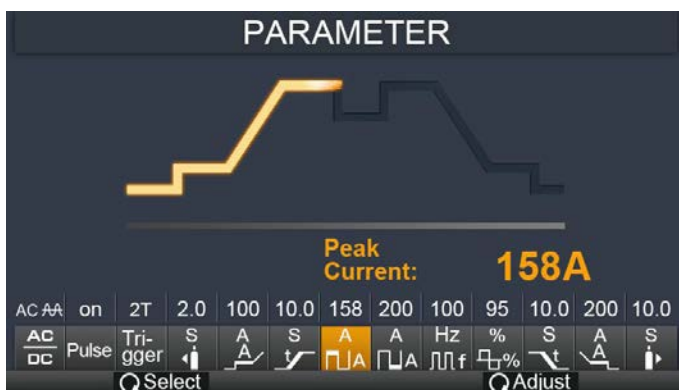 PARAMETER
Peak
Current:
158A
AC on 2T 2.0 100 10.0 158 200 100 95 10.0 200 10.0
AC
DC
Pulse
Tri-
gger
S
A
S
t
A
A
A
A
Hz
f
%
%
S
t
A
A
S
Select Adjust